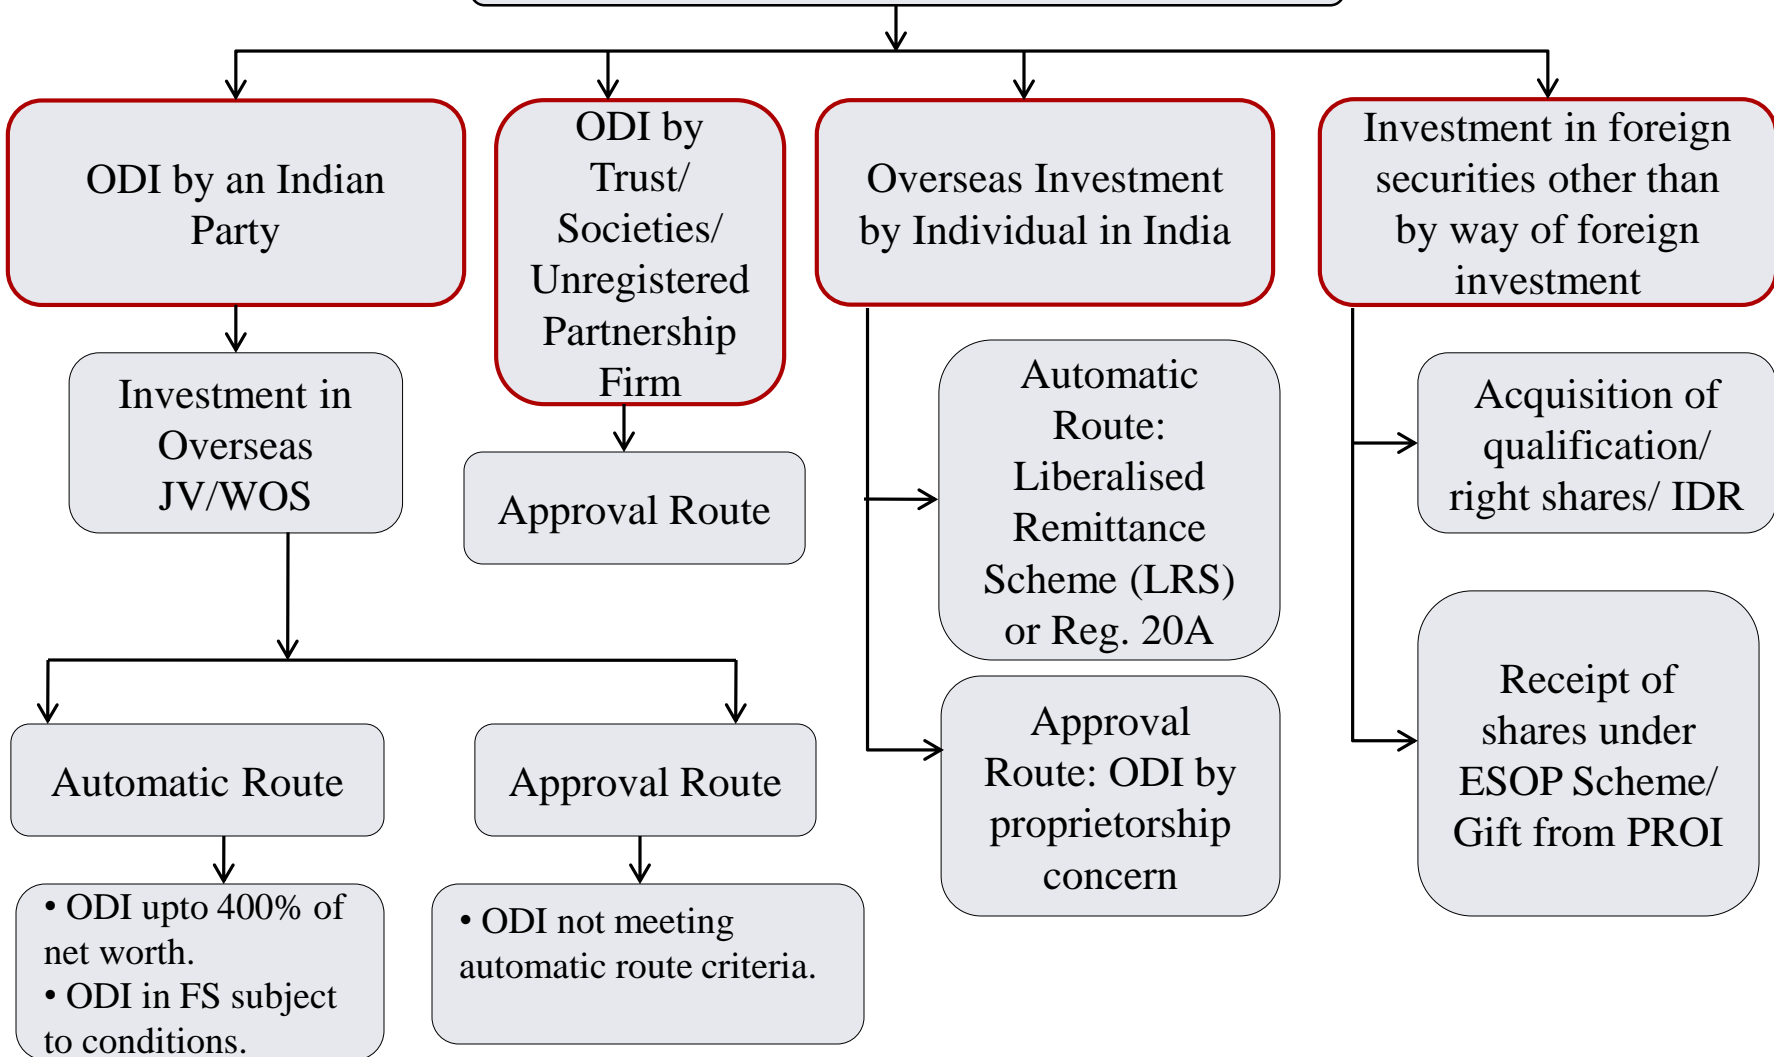 ODI by an Indian
Party
ODI by
Trust/
Societies/
Unregistered
Partnership
Firm
Overseas Investment
by Individual in India
Investment in foreign
securities other than
by way of foreign
investment
Investment in
Overseas
JV/WOS
Approval Route
Automatic
Route:
Liberalised
Remittance
Scheme (LRS)
or Reg. 20A
Acquisition of
qualification/
right shares/ IDR
Automatic Route
Approval Route
Approval
Route: ODI by
proprietorship
concern
Receipt of
shares under
ESOP Scheme/
Gift from PROI
• ODI upto 400% of
net worth.
• ODI in FS subject
to conditions.
• ODI not meeting
automatic route criteria.